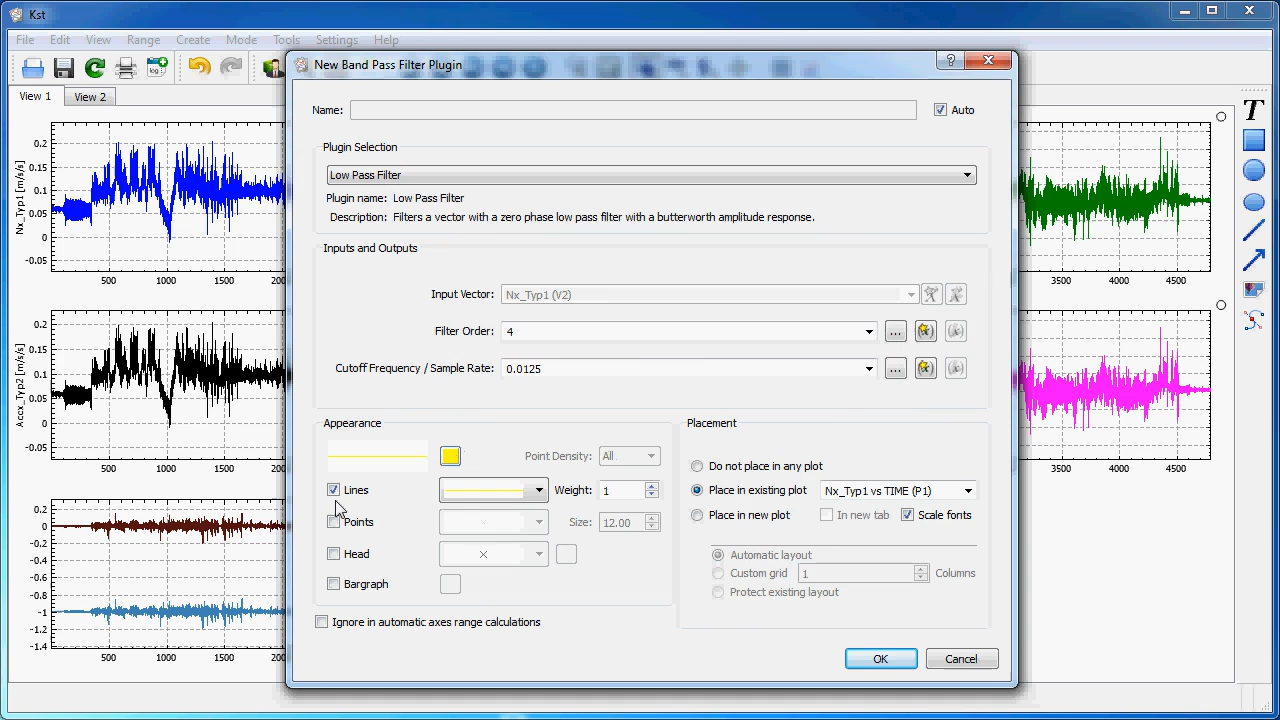 Kst
File Edit View Range Create Mode Tools Settings Help
View 1 View 2
New Band Pass Filter Plugin
Name:
Auto
Plugin Selection
Low Pass Filter
Plugin name: Low Pass Filter
Description: Filters a vector with a zero phase low pass filter with a butterworth amplitude response.
Inputs and Outputs
Input Vector: Nx_Typ1 (V2)
Filter Order: 4
Cutoff Frequency / Sample Rate: 0.0125
Appearance
Point Density: All
Lines
Weight: 1
Points
Size: 12.00
Head
Bargraph
Ignore in automatic axes range calculations
Placement
Do not place in any plot
Place in existing plot Nx_Typ1 vs TIME (P1)
Place in new plot In new tab Scale fonts
Automatic layout
Custom grid 1 Columns
Protect existing layout
OK Cancel
Nx_Typ1 [m/s/s]
0.2
0.15
0.1
0.05
0
-0.05
500 1000 1500
Accx_Typ2 [m/s/s]
0.2
0.15
0.1
0.05
0
-0.05
500 1000 1500
0.2
0
-0.2
-0.4
-0.6
-0.8
-1
-1.2
-1.4
500 1000 1500
3500 4000 4500
3500 4000 4500
log
T